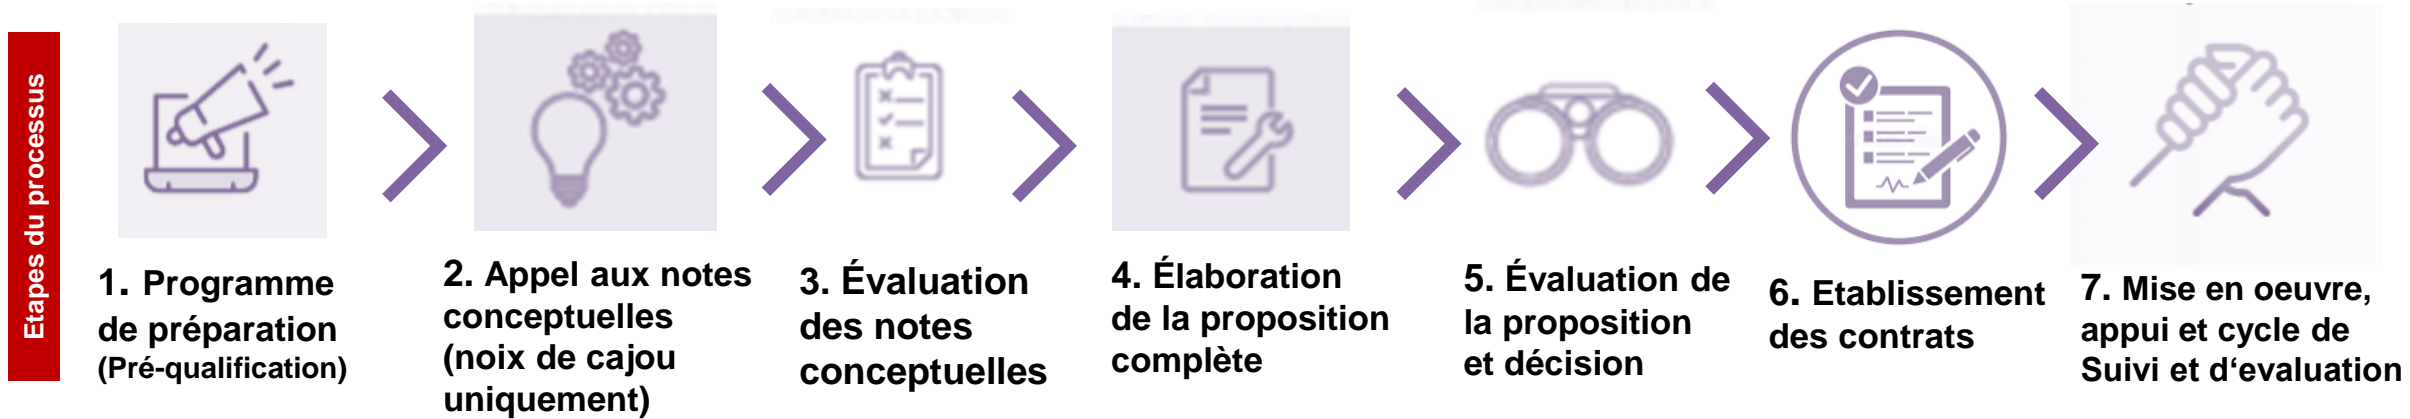 Etapes du processus
1. Programme
de préparation
(Pré-qualification)
2. Appel aux notes
conceptuelles
(noix de cajou
uniquement)
3. Évaluation
des notes
conceptuelles
4. Élaboration
de la proposition
complète
5. Évaluation de
la proposition
et décision
6. Etablissement
des contrats
7. Mise en oeuvre,
appui et cycle de
Suivi et d‘evaluation